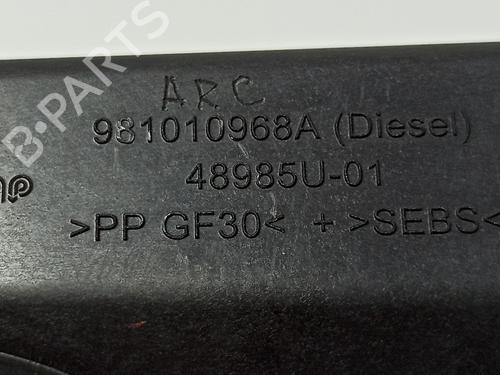 ARC
981010968A (Diesel)
48985U-01
>PP GF30< + >SEBS<
B-PARTS